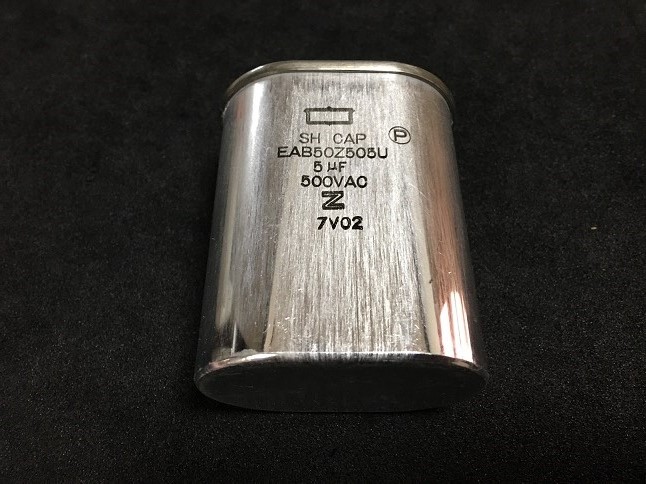 SH CAP Ⓟ
EAB50Z505U
5 µF
500VAC
Z
7V02